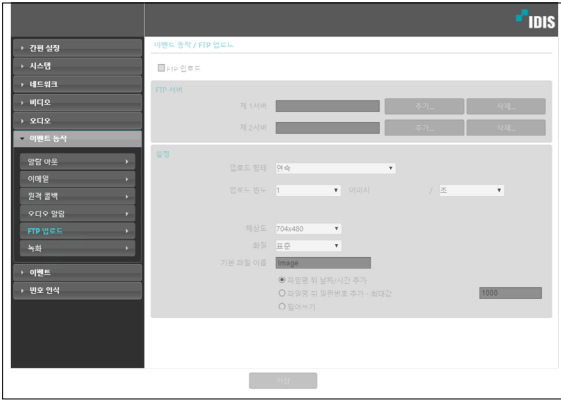 IDIS
간편 설정
시스템
네트워크
비디오
오디오
이벤트 동작
알람 아웃
이메일
원격 콜백
오디오 알람
FTP 업로드
녹화
이벤트
번호 인식
이벤트 동작 / FTP 업로드
FTP 업로드
FTP 서버
제 1서버 추가... 삭제...
제 2서버 추가... 삭제...
설정
업로드 형태 연속
업로드 빈도 1 이미지 / 초
해상도 704x480
화질 표준
기본 파일 이름 Image
파일명 뒤 날짜/시간 추가
파일명 뒤 일련번호 추가 - 최대값 1000
덮어쓰기
저장